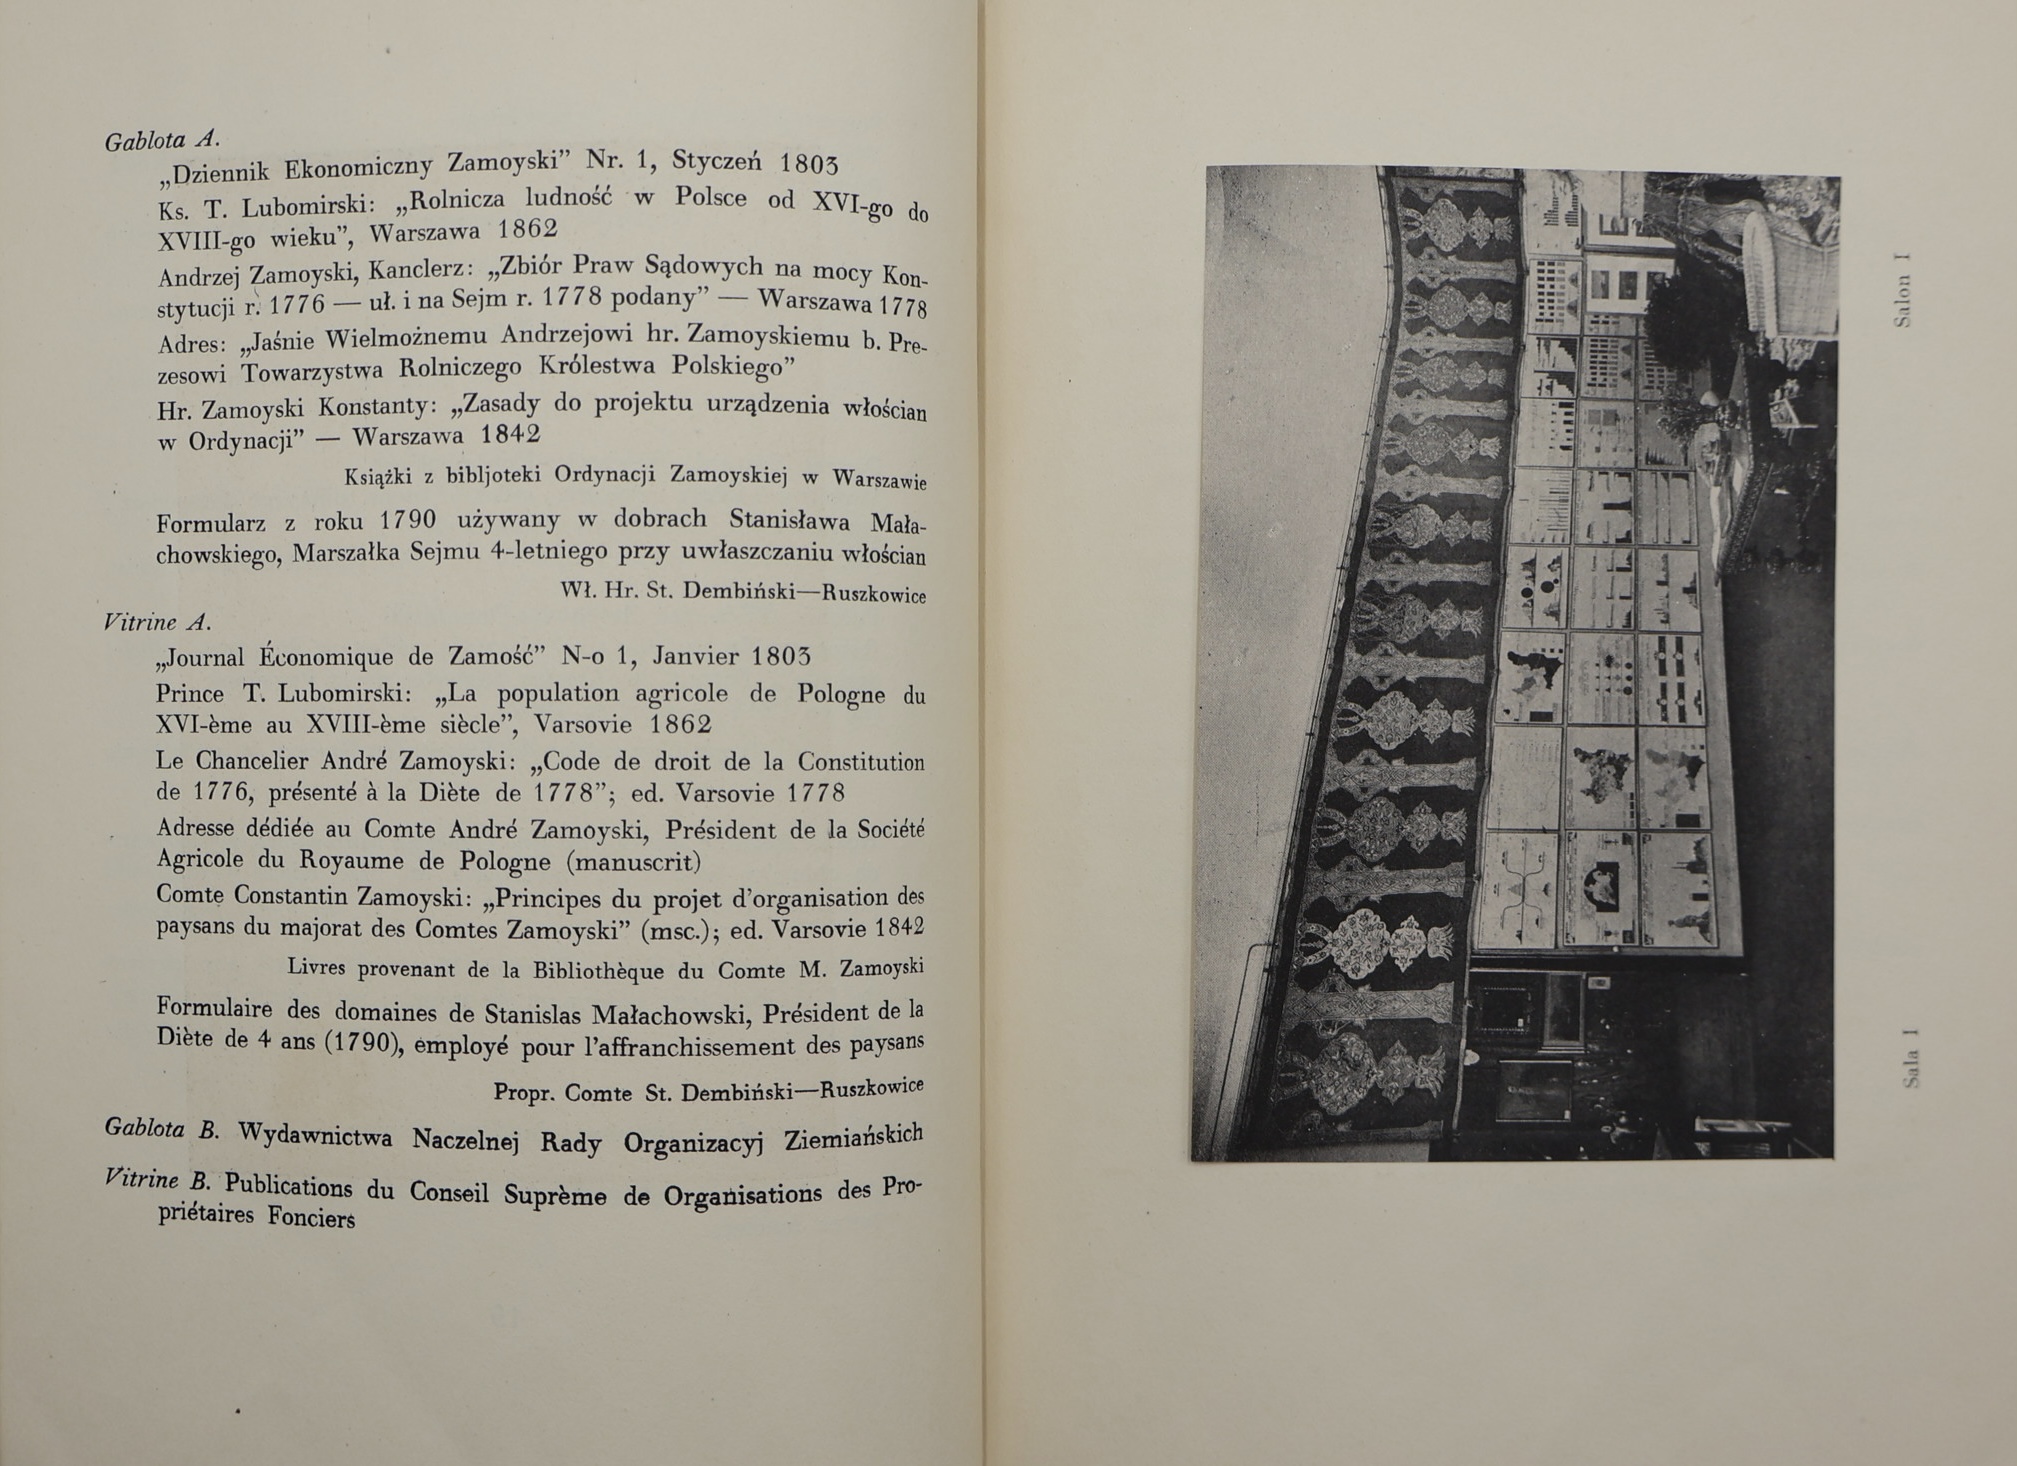 Gablota A.
„Dziennik Ekonomiczny Zamoyski” Nr. 1, Styczeń 1803
Ks. T. Lubomirski: „Rolnicza ludność w Polsce od XVI-go do
XVIII-go wieku”, Warszawa 1862
Andrzej Zamoyski, Kanclerz: „Zbiór Praw Sądowych na mocy Kon-
stytucji r. 1776 — uł. i na Sejm r. 1778 podany” — Warszawa 1778
Adres: „Jaśnie Wielmożnemu Andrzejowi hr. Zamoyskiemu b. Pre-
zesowi Towarzystwa Rolniczego Królestwa Polskiego”
Hr. Zamoyski Konstanty: „Zasady do projektu urządzenia włościan
w Ordynacji” — Warszawa 1842
Książki z bibljoteki Ordynacji Zamoyskiej w Warszawie
Formularz z roku 1790 używany w dobrach Stanisława Mała-
chowskiego, Marszałka Sejmu 4-letniego przy uwłaszczaniu włościan
Wł. Hr. St. Dembiński—Ruszkowice
Vitrine A.
„Journal Économique de Zamość” N-o 1, Janvier 1803
Prince T. Lubomirski: „La population agricole de Pologne du
XVI-ème au XVIII-ème siècle”, Varsovie 1862
Le Chancelier André Zamoyski: „Code de droit de la Constitution
de 1776, présenté à la Diète de 1778”; ed. Varsovie 1778
Adresse dédiée au Comte André Zamoyski, Président de la Société
Agricole du Royaume de Pologne (manuscrit)
Comte Constantin Zamoyski: „Principes du projet d’organisation des
paysans du majorat des Comtes Zamoyski” (msc.); ed. Varsovie 1842
Livres provenant de la Bibliothèque du Comte M. Zamoyski
Formulaire des domaines de Stanislas Małachowski, Président de la
Diète de 4 ans (1790), employé pour l’affranchissement des paysans
Propr. Comte St. Dembiński—Ruszkowice
Gablota B. Wydawnictwa Naczelnej Rady Organizacyj Ziemiańskich
Vitrine B. Publications du Conseil Suprème de Organisations des Pro-
priétaires Fonciers
Sala I
Salon I